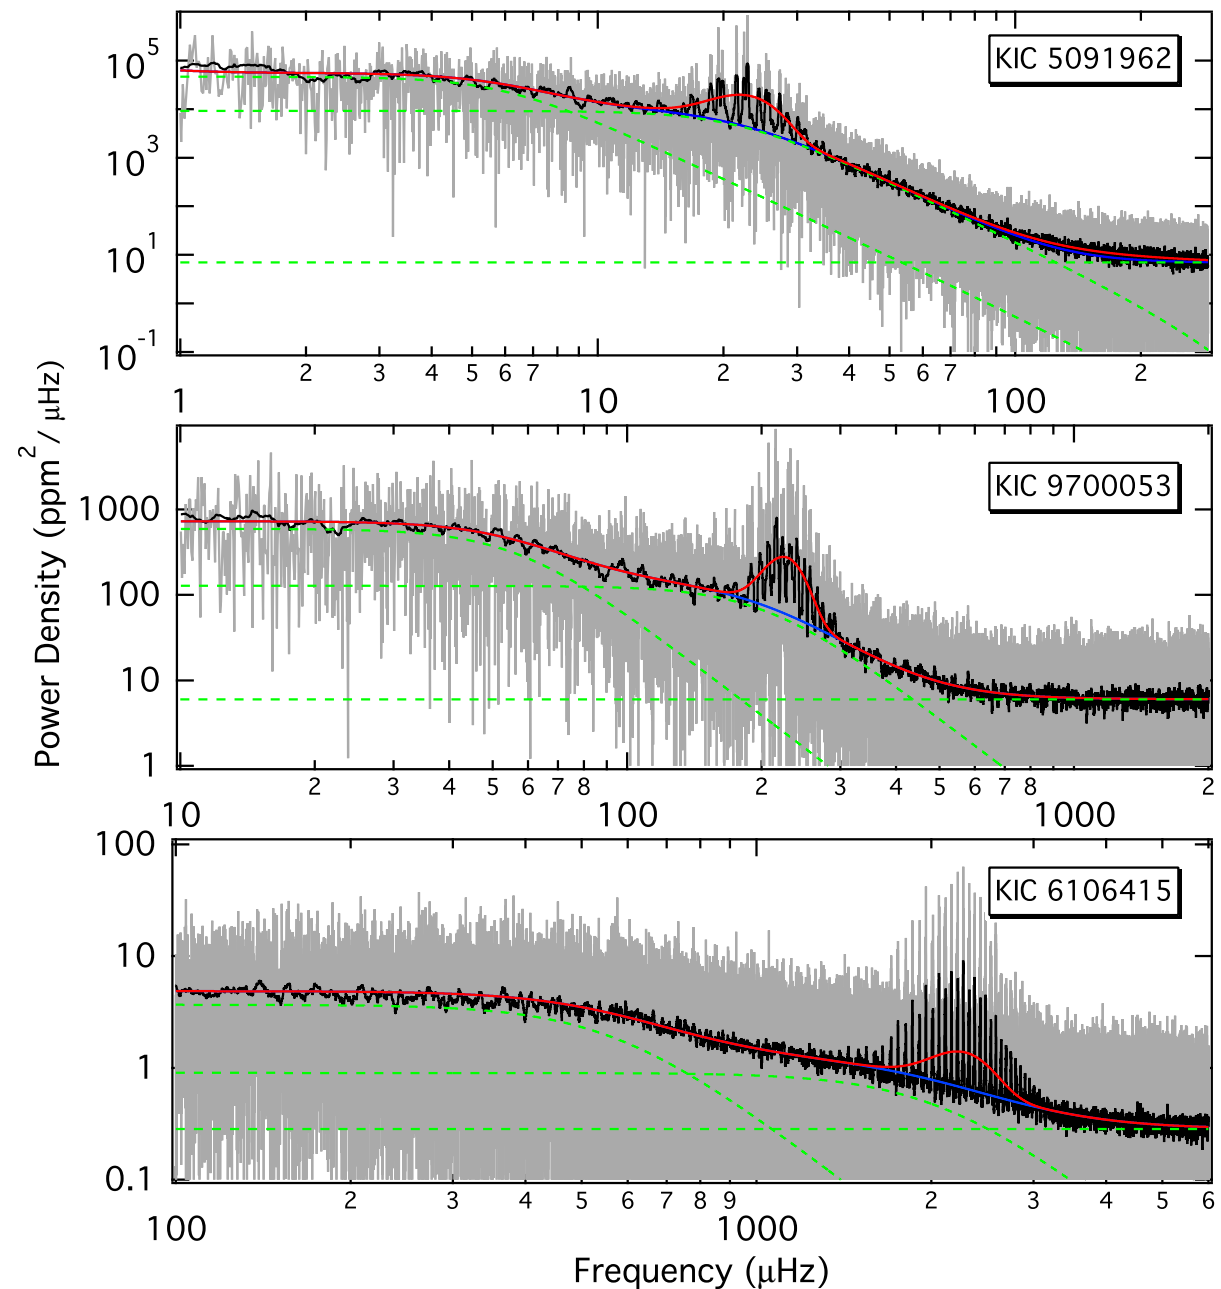 KIC 5091962
10^5
10^3
10^1
10^-1
2 3 4 5 6 7 2 3 4 5 6 7 2
1 10 100
Power Density (ppm^2 / μHz)
KIC 9700053
1000
100
10
1
2 3 4 5 6 7 8 2 3 4 5 6 7 8 2
10 100 1000
KIC 6106415
100
10
1
0.1
2 3 4 5 6 7 8 9 2 3 4 5 6
100 1000
Frequency (μHz)